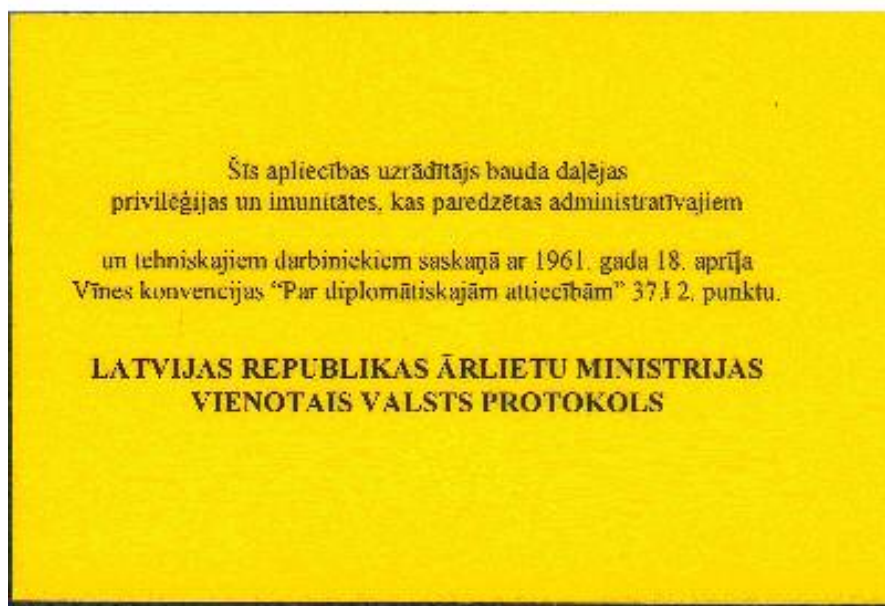 Šīs apliecības uzrādītājs bauda daļējas
privilēģijas un imunitātes, kas paredzētas administratīvajiem
un tehniskajiem darbiniekiem saskaņā ar 1961. gada 18. aprīļa
Vīnes konvencijas “Par diplomātiskajām attiecībām” 37.§ 2. punktu.
LATVIJAS REPUBLIKAS ĀRLIETU MINISTRIJAS
VIENOTAIS VALSTS PROTOKOLS